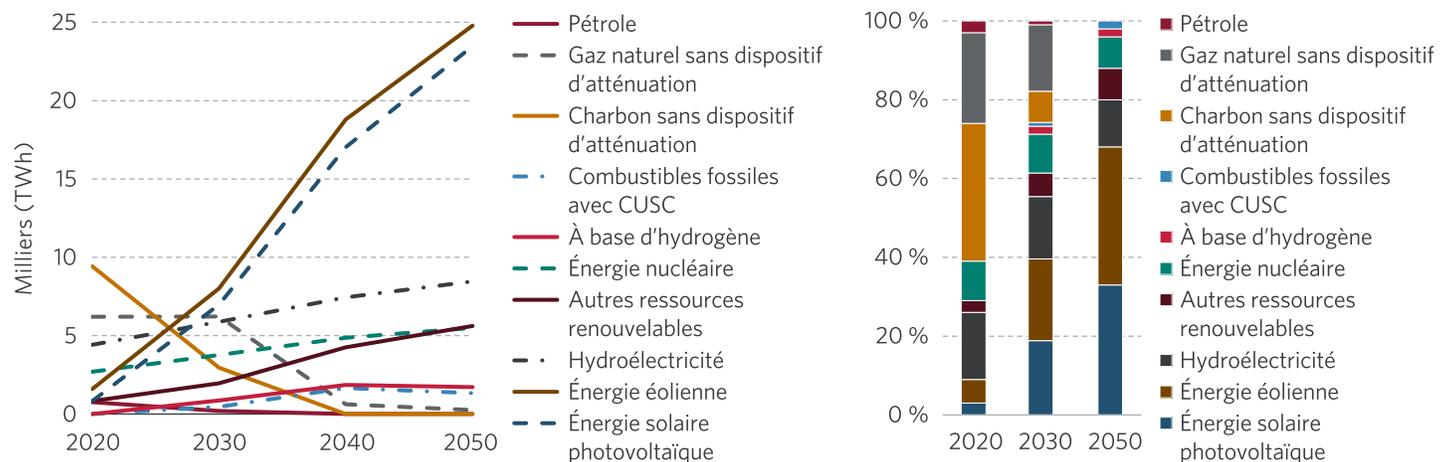 25
20
15
10
5
0
Milliers (TWh)
2020 2030 2040 2050
Pétrole
Gaz naturel sans dispositif
d’atténuation
Charbon sans dispositif
d’atténuation
Combustibles fossiles
avec CUSC
À base d’hydrogène
Énergie nucléaire
Autres ressources
renouvelables
Hydroélectricité
Énergie éolienne
Énergie solaire
photovoltaïque
100 %
80 %
60 %
40 %
20 %
0 %
2020 2030 2050
Pétrole
Gaz naturel sans dispositif
d’atténuation
Charbon sans dispositif
d’atténuation
Combustibles fossiles
avec CUSC
À base d’hydrogène
Énergie nucléaire
Autres ressources
renouvelables
Hydroélectricité
Énergie éolienne
Énergie solaire
photovoltaïque